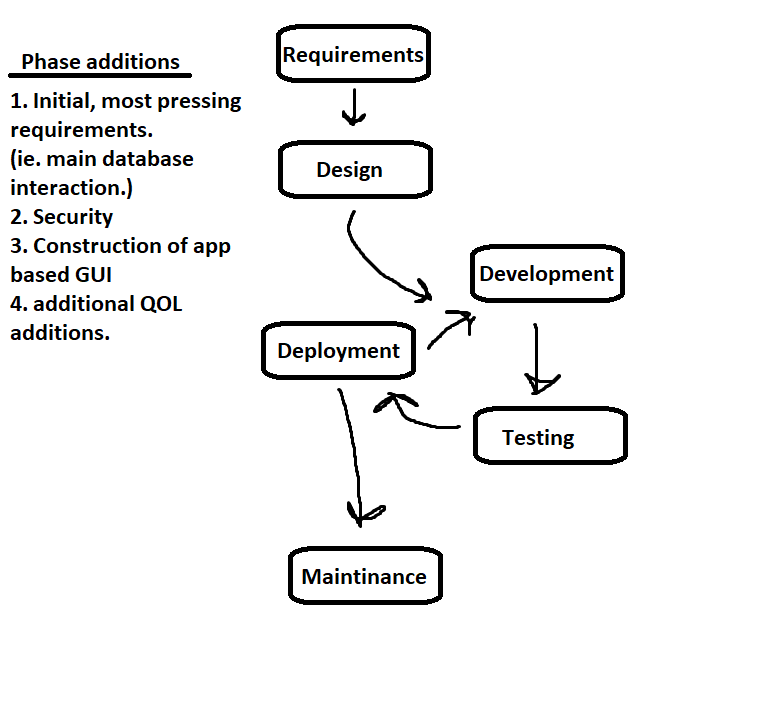 Phase additions
1. Initial, most pressing
requirements.
(ie. main database
interaction.)
2. Security
3. Construction of app
based GUI
4. additional QOL
additions.
Requirements
Design
Development
Deployment
Testing
Maintinance